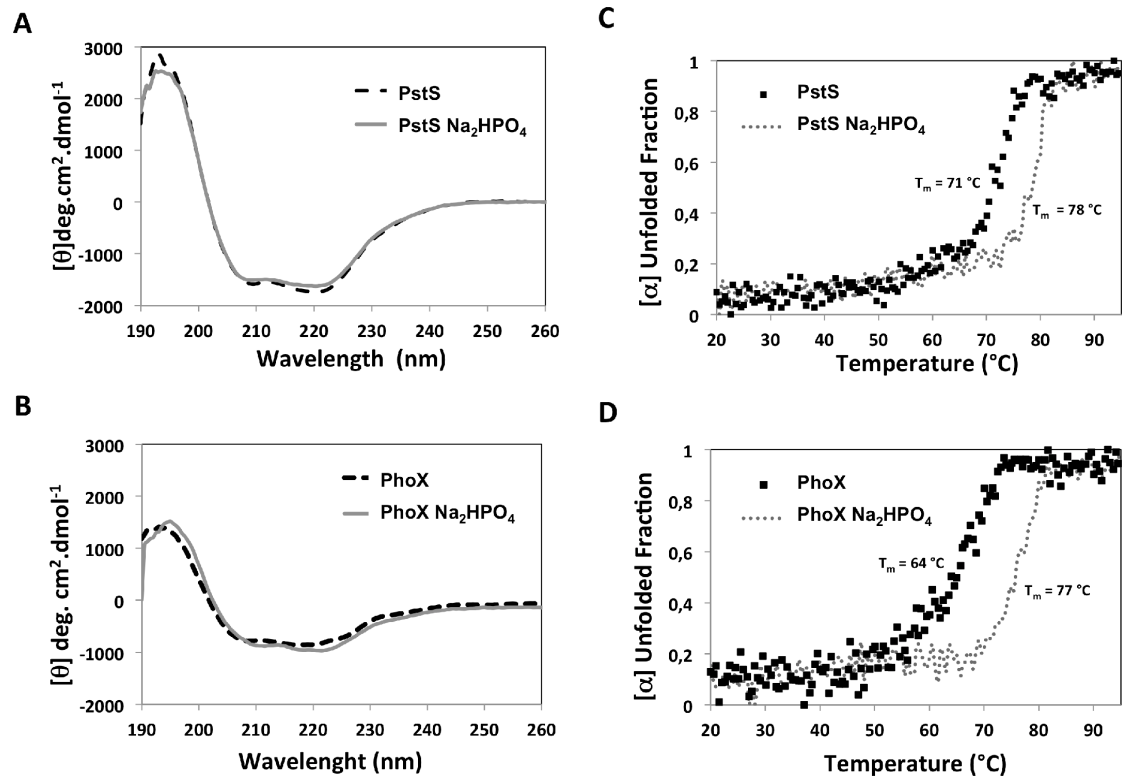 A
[θ]deg.cm².dmol⁻¹
3000
2000
1000
0
-1000
-2000
190 200 210 220 230 240 250 260
Wavelength (nm)
PstS
PstS Na₂HPO₄
C
[α] Unfolded Fraction
1
0,8
0,6
0,4
0,2
0
20 30 40 50 60 70 80 90
Temperature (°C)
PstS
PstS Na₂HPO₄
Tₘ = 71 °C
Tₘ = 78 °C
B
[θ] deg. cm².dmol⁻¹
3000
2000
1000
0
-1000
-2000
190 200 210 220 230 240 250 260
Wavelenght (nm)
PhoX
PhoX Na₂HPO₄
D
[α] Unfolded Fraction
1
0,8
0,6
0,4
0,2
0
20 30 40 50 60 70 80 90
Temperature (°C)
PhoX
PhoX Na₂HPO₄
Tₘ = 64 °C
Tₘ = 77 °C